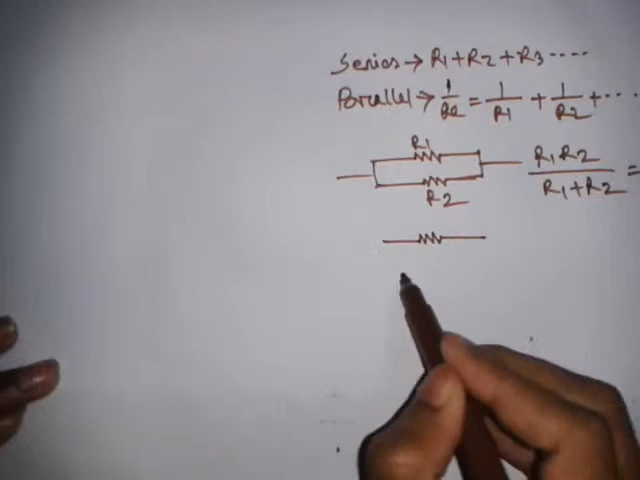 Series → R1+R2+R3....
Parallel → 1/Re = 1/R1 + 1/R2 +....
R1
R1R2/R1+R2 =
R2